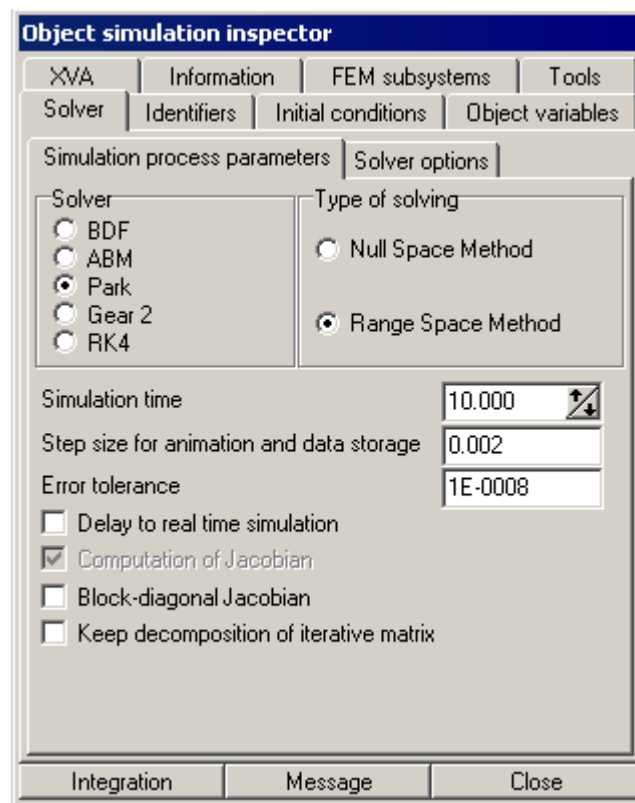 Object simulation inspector
XVA Information FEM subsystems Tools
Solver Identifiers Initial conditions Object variables
Simulation process parameters Solver options
Solver Type of solving
BDF
ABM Null Space Method
Park
Gear 2 Range Space Method
RK4
Simulation time 10.000
Step size for animation and data storage 0.002
Error tolerance 1E-0008
Delay to real time simulation
Computation of Jacobian
Block-diagonal Jacobian
Keep decomposition of iterative matrix
Integration Message Close